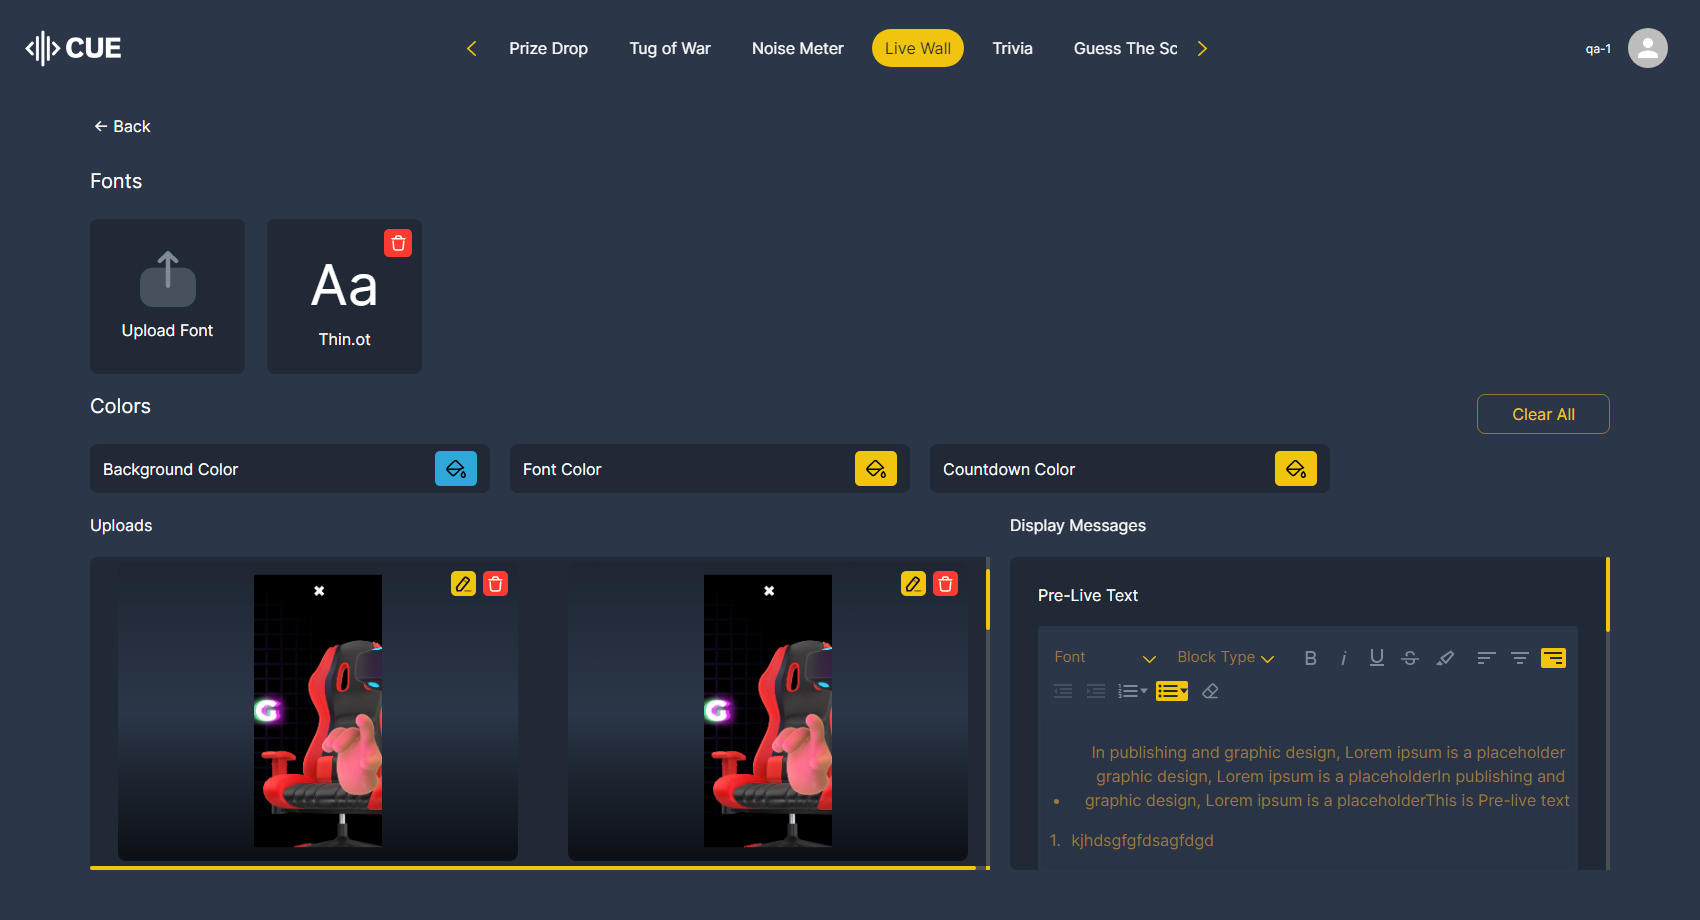 CUE
Prize Drop
Tug of War
Noise Meter
Live Wall
Trivia
Guess The Sc
qa-1
Back
Fonts
Upload Font
Aa
Thin.ot
Colors
Clear All
Background Color
Font Color
Countdown Color
Uploads
Display Messages
G
G
Pre-Live Text
Font
Block Type
B
i
U
S
In publishing and graphic design, Lorem ipsum is a placeholder
graphic design, Lorem ipsum is a placeholderIn publishing and
• graphic design, Lorem ipsum is a placeholderThis is Pre-live text
1. kjhdsgfgfdsagfdgd